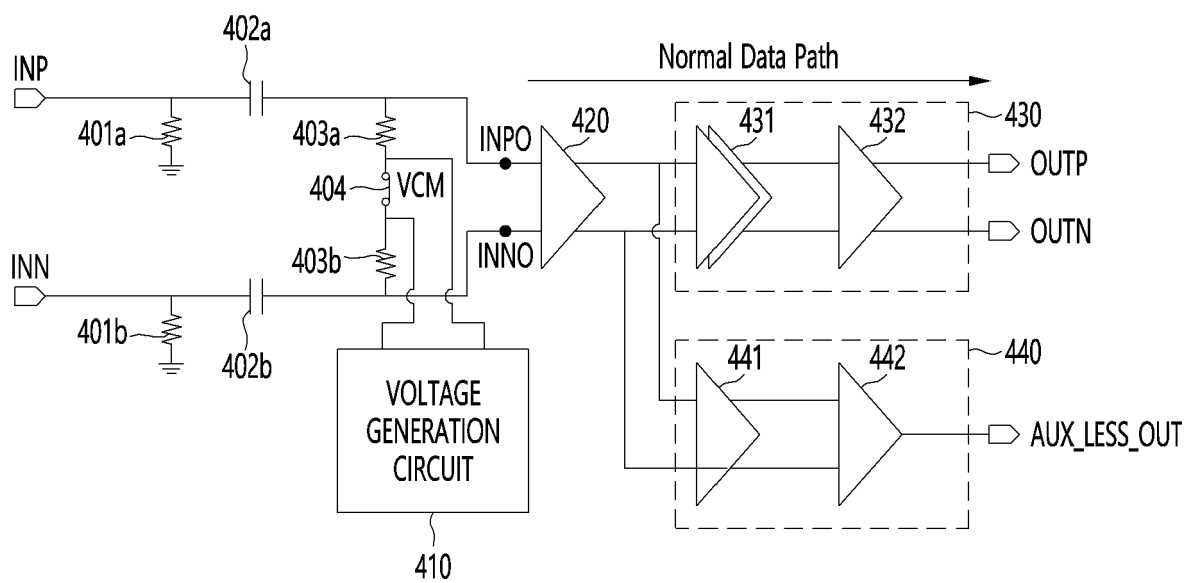 402a
Normal Data Path
INP
401a
403a
INPO
420
431
432
430
OUTP
404
VCM
INNO
OUTN
403b
INN
401b
402b
441
442
440
VOLTAGE
GENERATION
CIRCUIT
AUX_LESS_OUT
410